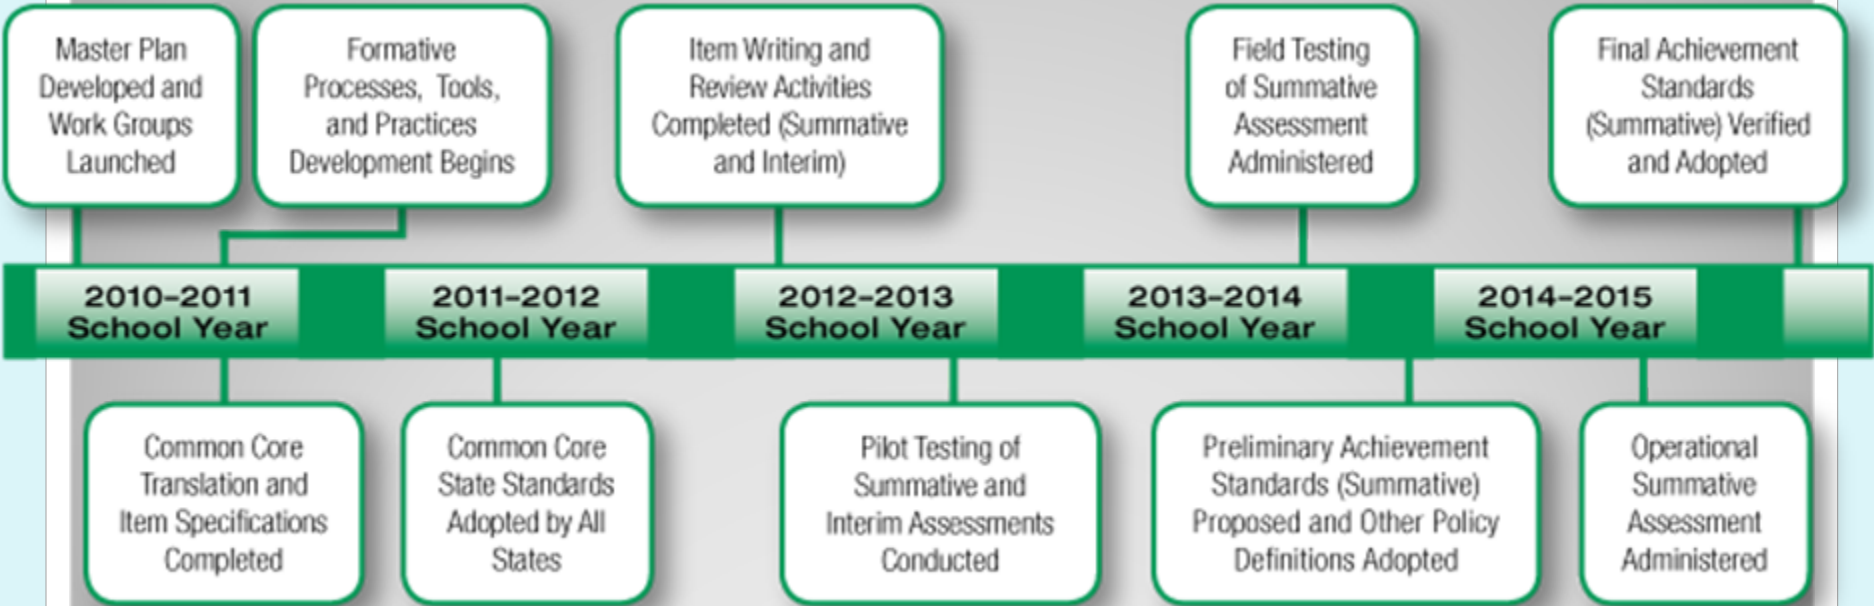 Master Plan
Developed and
Work Groups
Launched
Formative
Processes, Tools,
and Practices
Development Begins
Item Writing and
Review Activities
Completed (Summative
and Interim)
Field Testing
of Summative
Assessment
Administered
Final Achievement
Standards
(Summative) Verified
and Adopted
2010–2011
School Year
2011–2012
School Year
2012–2013
School Year
2013–2014
School Year
2014–2015
School Year
Common Core
Translation and
Item Specifications
Completed
Common Core
State Standards
Adopted by All
States
Pilot Testing of
Summative and
Interim Assessments
Conducted
Preliminary Achievement
Standards (Summative)
Proposed and Other Policy
Definitions Adopted
Operational
Summative
Assessment
Administered